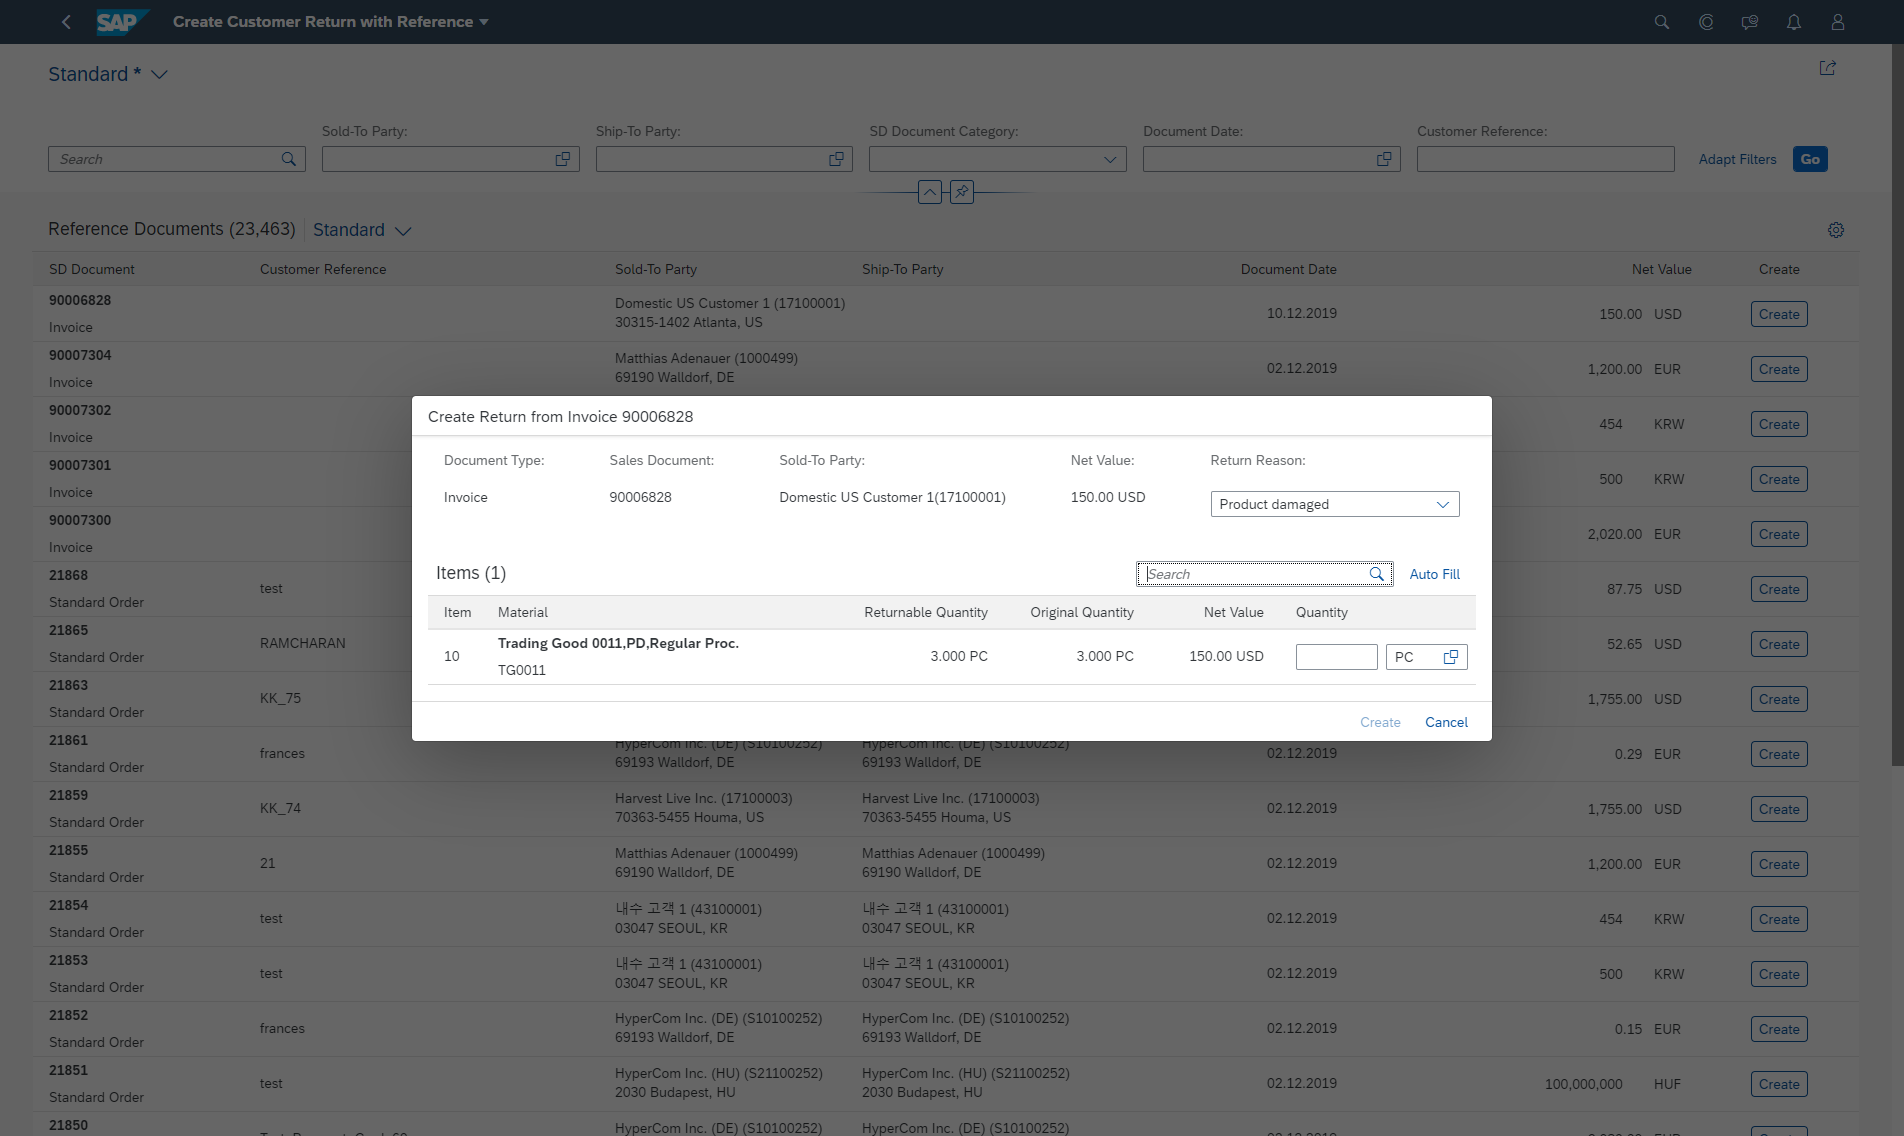 SAP Create Customer Return with Reference
Standard *
Sold-To Party: Ship-To Party: SD Document Category: Document Date: Customer Reference:
Search Adapt Filters Go
Reference Documents (23,463) Standard
SD Document Customer Reference Sold-To Party Ship-To Party Document Date Net Value Create
90006828
Invoice
Domestic US Customer 1 (17100001)
30315-1402 Atlanta, US
10.12.2019 150.00 USD Create
90007304
Invoice
Matthias Adenauer (1000499)
69190 Walldorf, DE
02.12.2019 1,200.00 EUR Create
90007302
Invoice
454 KRW Create
90007301
Invoice
500 KRW Create
90007300
Invoice
2,020.00 EUR Create
21868
Standard Order
test
87.75 USD Create
21865
Standard Order
RAMCHARAN
52.65 USD Create
21863
Standard Order
KK_75
1,755.00 USD Create
Create Return from Invoice 90006828
Document Type: Sales Document: Sold-To Party: Net Value: Return Reason:
Invoice 90006828 Domestic US Customer 1(17100001) 150.00 USD Product damaged
Items (1) Search Auto Fill
Item Material Returnable Quantity Original Quantity Net Value Quantity
10
Trading Good 0011,PD,Regular Proc.
TG0011
3.000 PC 3.000 PC 150.00 USD PC
Create Cancel
21861
Standard Order
frances
HyperCom Inc. (DE) (S10100252)
69193 Walldorf, DE
HyperCom Inc. (DE) (S10100252)
69193 Walldorf, DE
02.12.2019 0.29 EUR Create
21859
Standard Order
KK_74
Harvest Live Inc. (17100003)
70363-5455 Houma, US
Harvest Live Inc. (17100003)
70363-5455 Houma, US
02.12.2019 1,755.00 USD Create
21855
Standard Order
21
Matthias Adenauer (1000499)
69190 Walldorf, DE
Matthias Adenauer (1000499)
69190 Walldorf, DE
02.12.2019 1,200.00 EUR Create
21854
Standard Order
test
내수 고객 1 (43100001)
03047 SEOUL, KR
내수 고객 1 (43100001)
03047 SEOUL, KR
02.12.2019 454 KRW Create
21853
Standard Order
test
내수 고객 1 (43100001)
03047 SEOUL, KR
내수 고객 1 (43100001)
03047 SEOUL, KR
02.12.2019 500 KRW Create
21852
Standard Order
frances
HyperCom Inc. (DE) (S10100252)
69193 Walldorf, DE
HyperCom Inc. (DE) (S10100252)
69193 Walldorf, DE
02.12.2019 0.15 EUR Create
21851
Standard Order
test
HyperCom Inc. (HU) (S21100252)
2030 Budapest, HU
HyperCom Inc. (HU) (S21100252)
2030 Budapest, HU
02.12.2019 100,000,000 HUF Create
21850
HyperCom Inc. (DE) (S10100252)
HyperCom Inc. (DE) (S10100252)